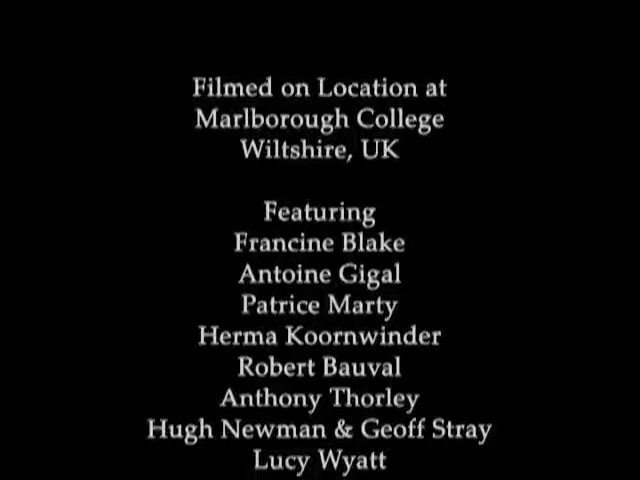 Filmed on Location at
Marlborough College
Wiltshire, UK
Featuring
Francine Blake
Antoine Gigal
Patrice Marty
Herma Koornwinder
Robert Bauval
Anthony Thorley
Hugh Newman & Geoff Stray
Lucy Wyatt